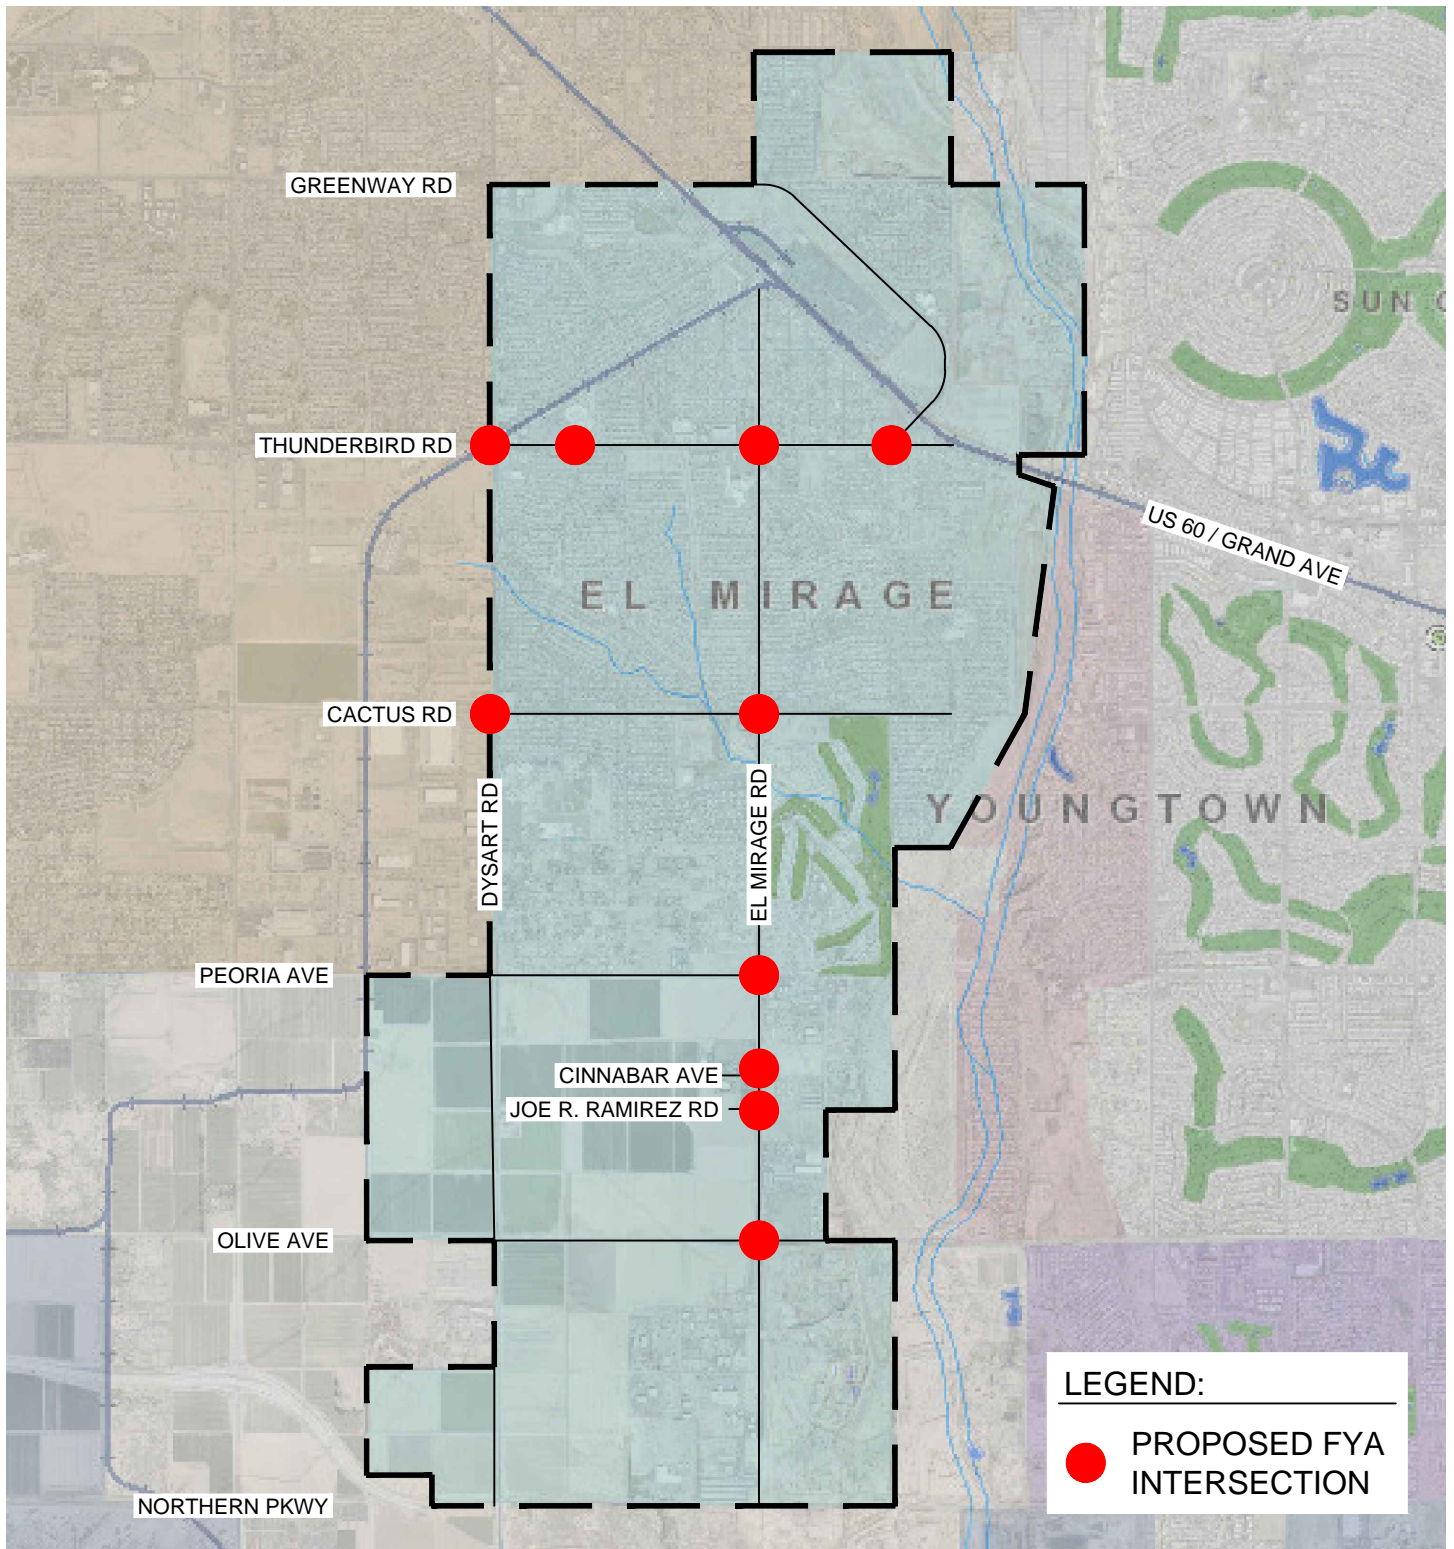 GREENWAY RD
SUN C
THUNDERBIRD RD
US 60 / GRAND AVE
EL MIRAGE
CACTUS RD
DYSART RD
EL MIRAGE RD
YOUNGTOWN
PEORIA AVE
CINNABAR AVE
JOE R. RAMIREZ RD
OLIVE AVE
LEGEND:
PROPOSED FYA
INTERSECTION
NORTHERN PKWY